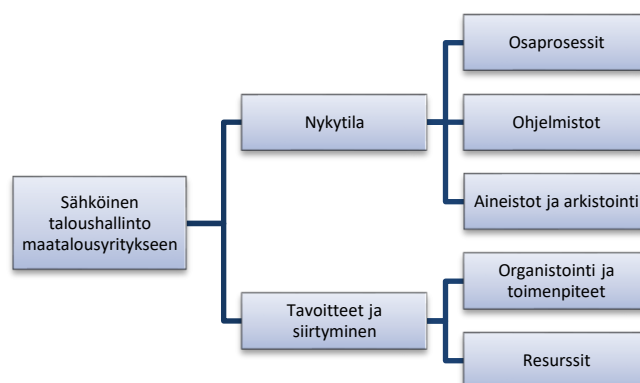 Sähköinen
taloushallinto
maatalousyritykseen
Nykytila
Osaprosessit
Ohjelmistot
Aineistot ja arkistointi
Tavoitteet ja
siirtyminen
Organistointi ja
toimenpiteet
Resurssit